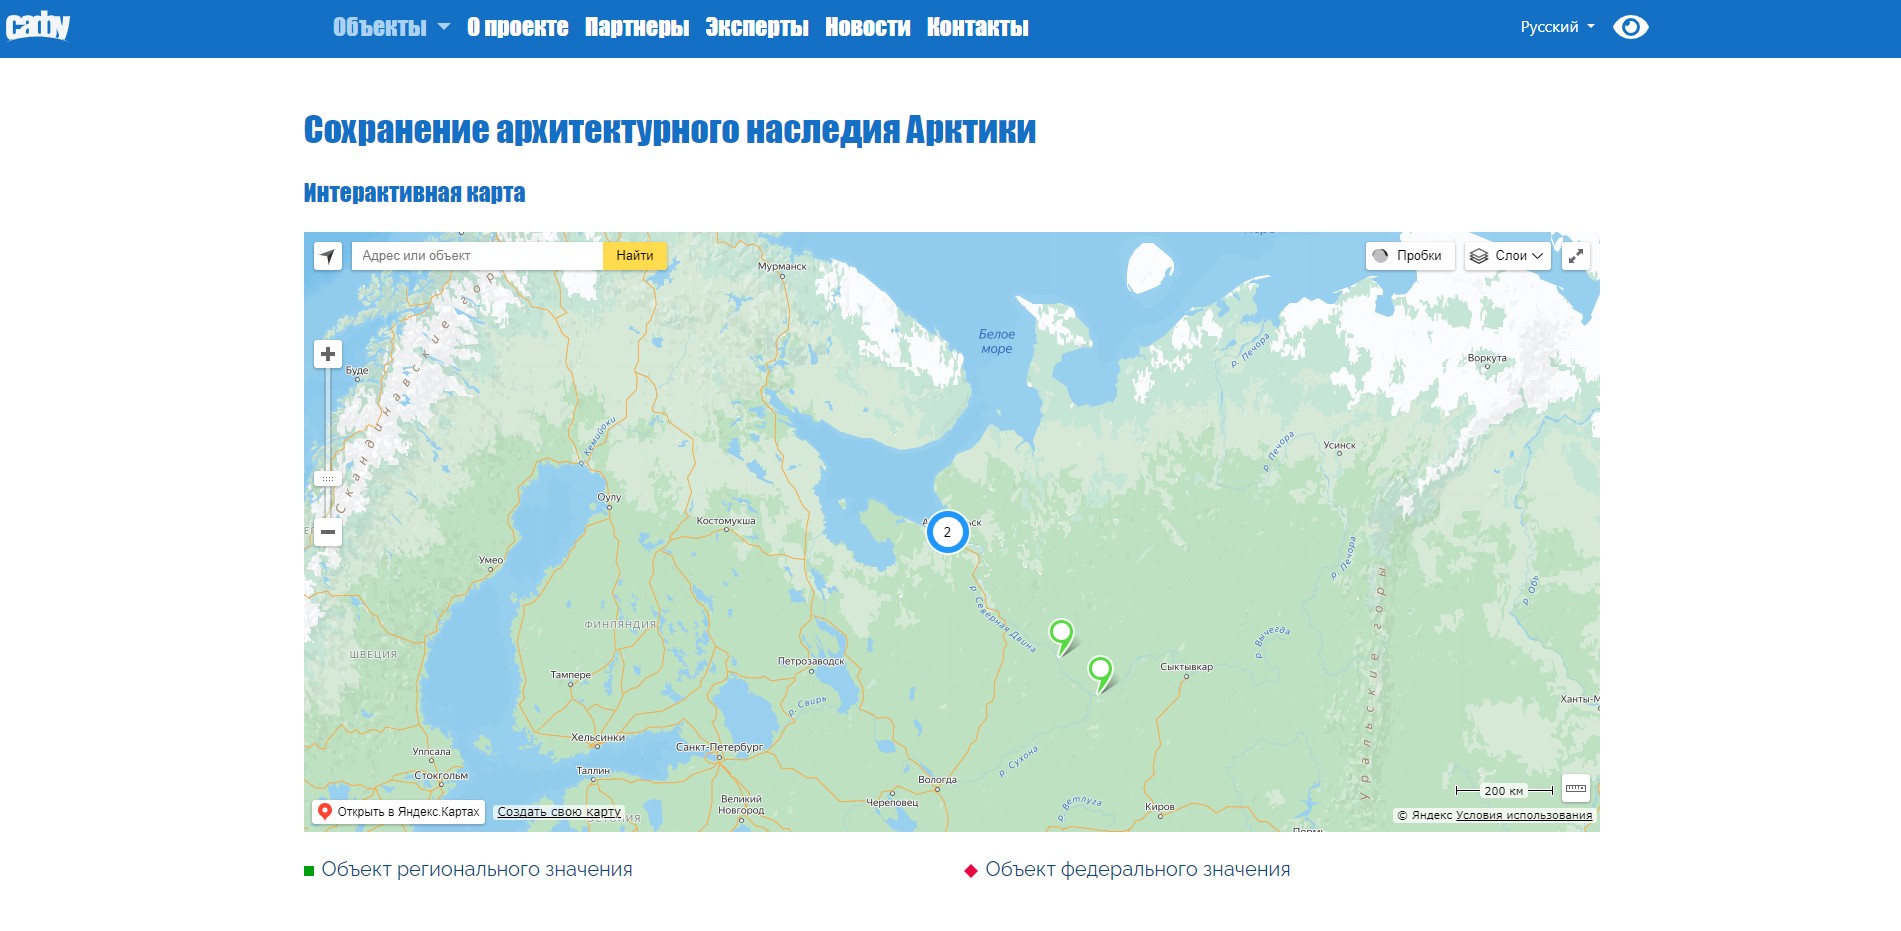 сафу
Объекты О проекте Партнеры Эксперты Новости Контакты
Русский
Сохранение архитектурного наследия Арктики
Интерактивная карта
Адрес или объект
Найти
Пробки
Слои
Мурманск
Белое
море
р. Печора
Воркута
Буде
Скандинавские гор
р. Кемийоки
Усинск
р. Печора
Оулу
Костомукша
2
ск
Умео
р. Печора
р. Обь
р. Северная Двина
ФИНЛЯНДИЯ
р. Вычегда
ШВЕЦИЯ
Петрозаводск
Сыктывкар
Тампере
р. Свирь
Ханты-М
Уральские горы
Хельсинки
Санкт-Петербург
Уппсала
р. Сухона
Стокгольм
Таллин
Вологда
200 км
Великий
Новгород
Череповец
Ветлуга
Киров
Открыть в Яндекс.Картах
Создать свою карту
© Яндекс Условия использования
Объект регионального значения
Объект федерального значения